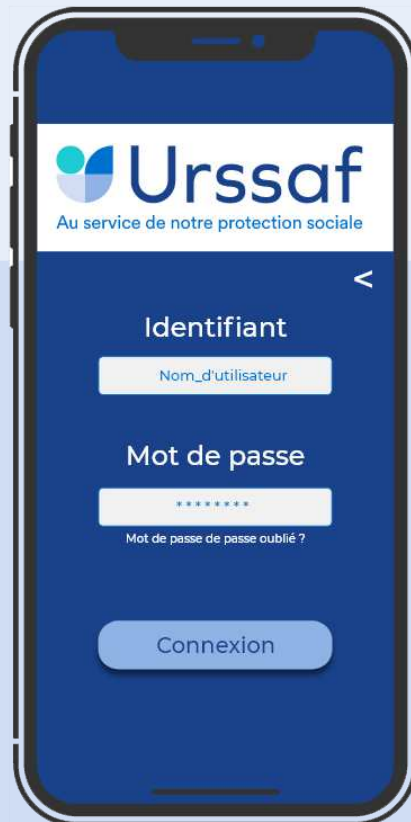 Urssaf
Au service de notre protection sociale
<
Identifiant
Nom_d'utilisateur
Mot de passe
********
Mot de passe de passe oublié ?
Connexion